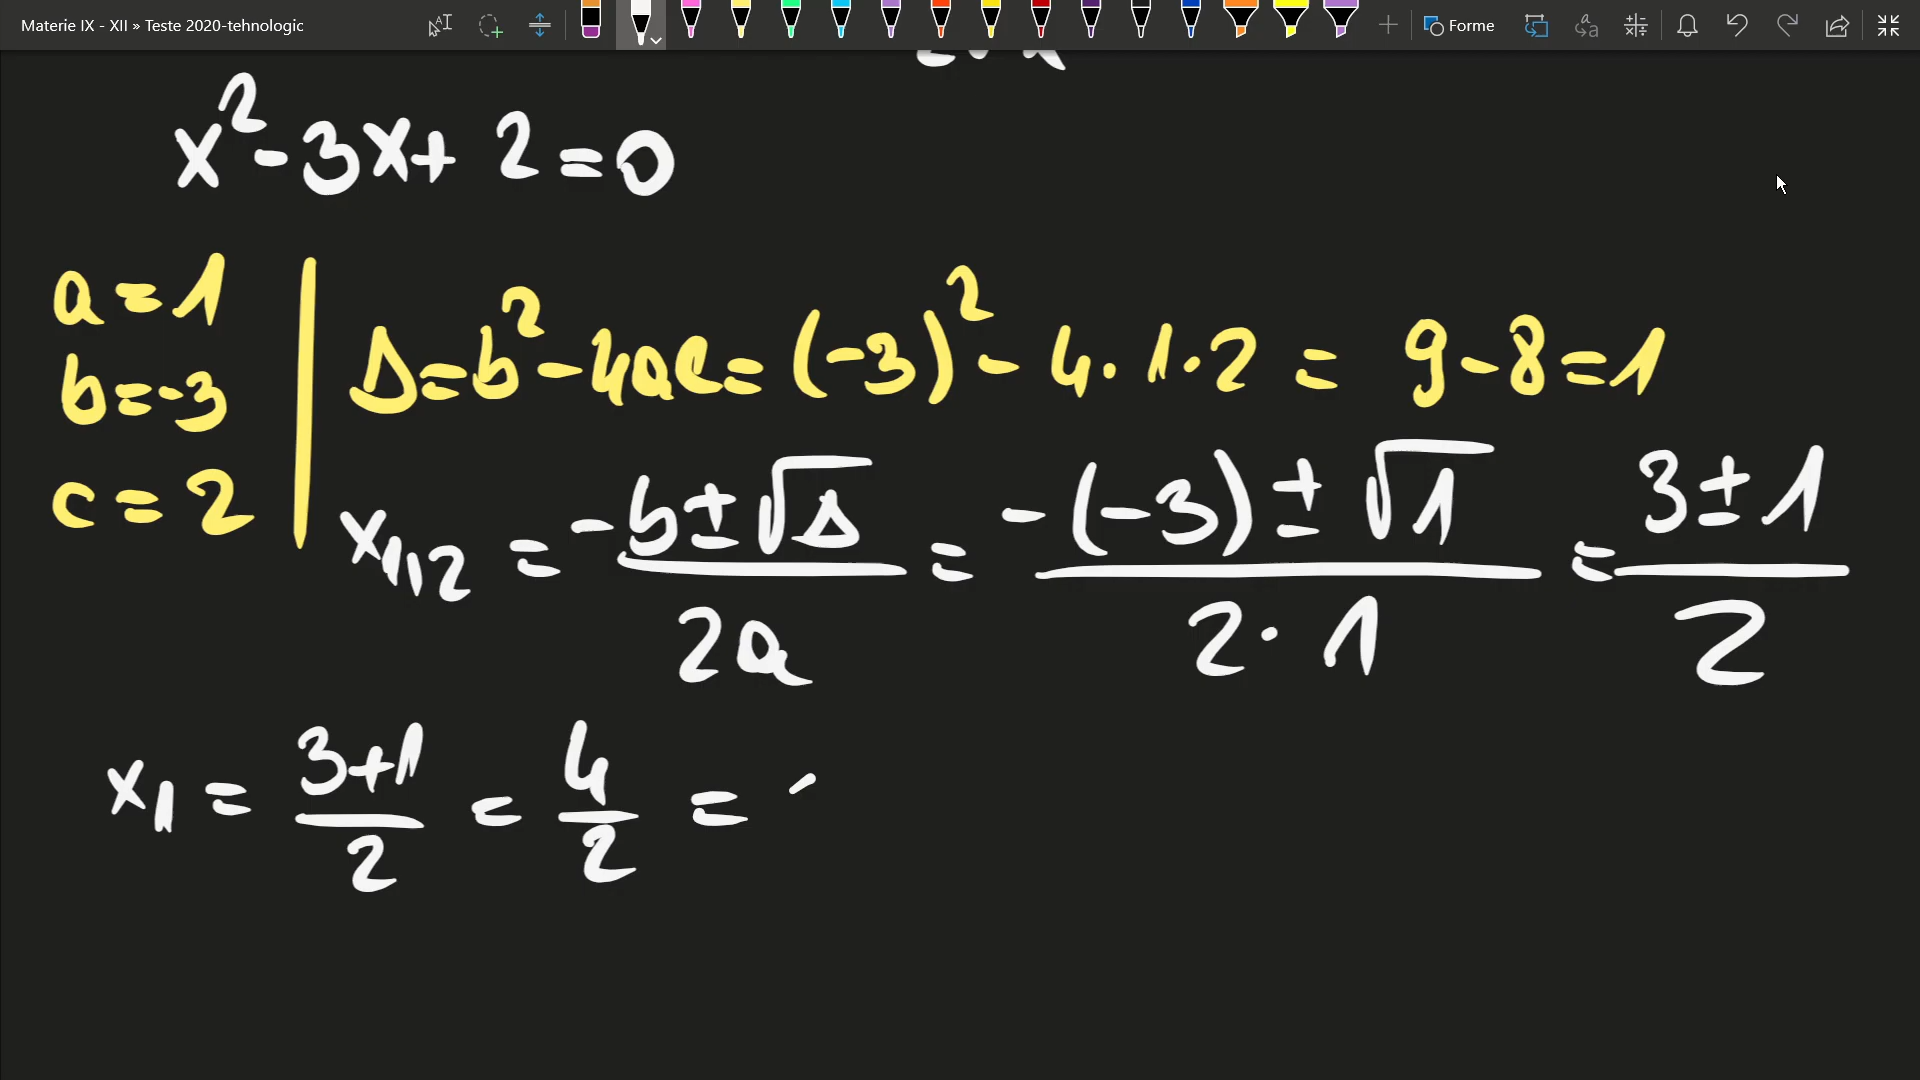 Materie IX - XII » Teste 2020-tehnologic Forme
x² - 3x + 2 = 0
a = 1
b = -3
c = 2
Δ = b² - 4ac = (-3)² - 4 · 1 · 2 = 9 - 8 = 1
x₁,₂ = (-b ± √Δ) / 2a = (-(-3) ± √1) / (2 · 1) = (3 ± 1) / 2
x₁ = (3+1) / 2 = 4/2 =